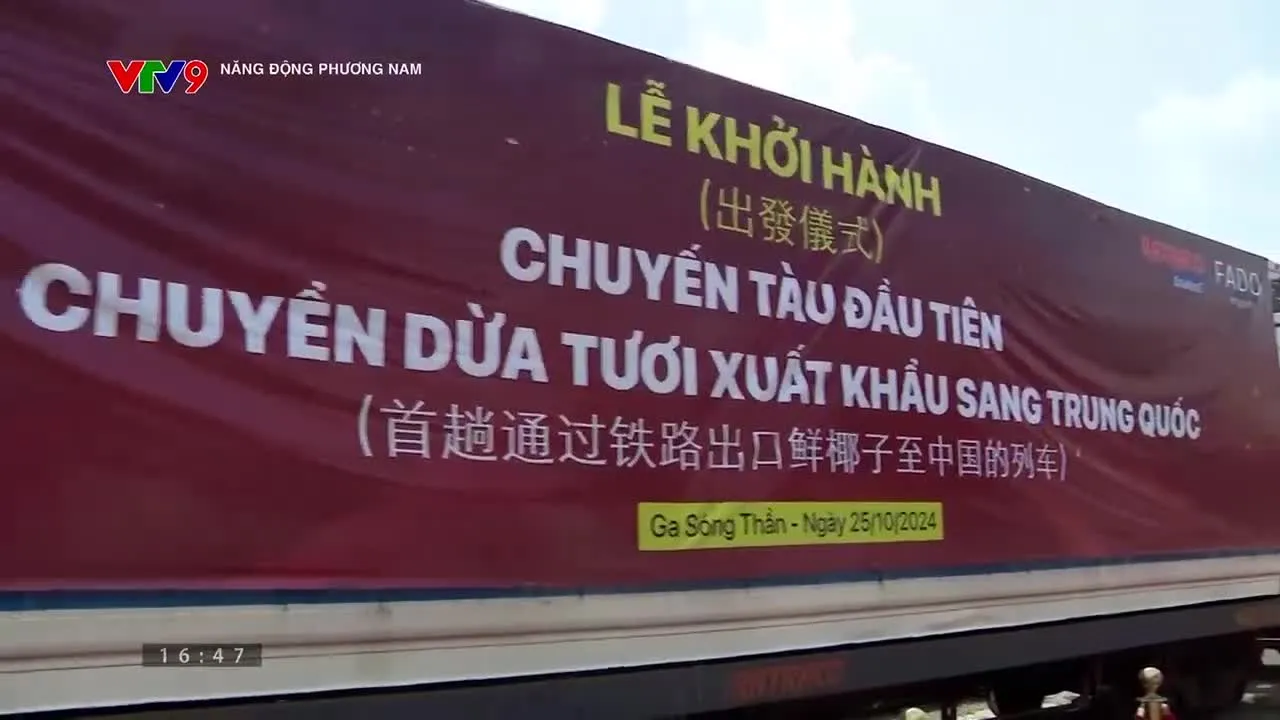 VTV9 NĂNG ĐỘNG PHƯƠNG NAM
LỄ KHỞI HÀNH
(出發儀式)
CHUYẾN TÀU ĐẦU TIÊN
FADO
CHUYỂN DỪA TƯƠI XUẤT KHẨU SANG TRUNG QUỐC
(首趟通过铁路出口鲜椰子至中国的列车)
Ga Sóng Thần - Ngày 25/10/2024
16:47